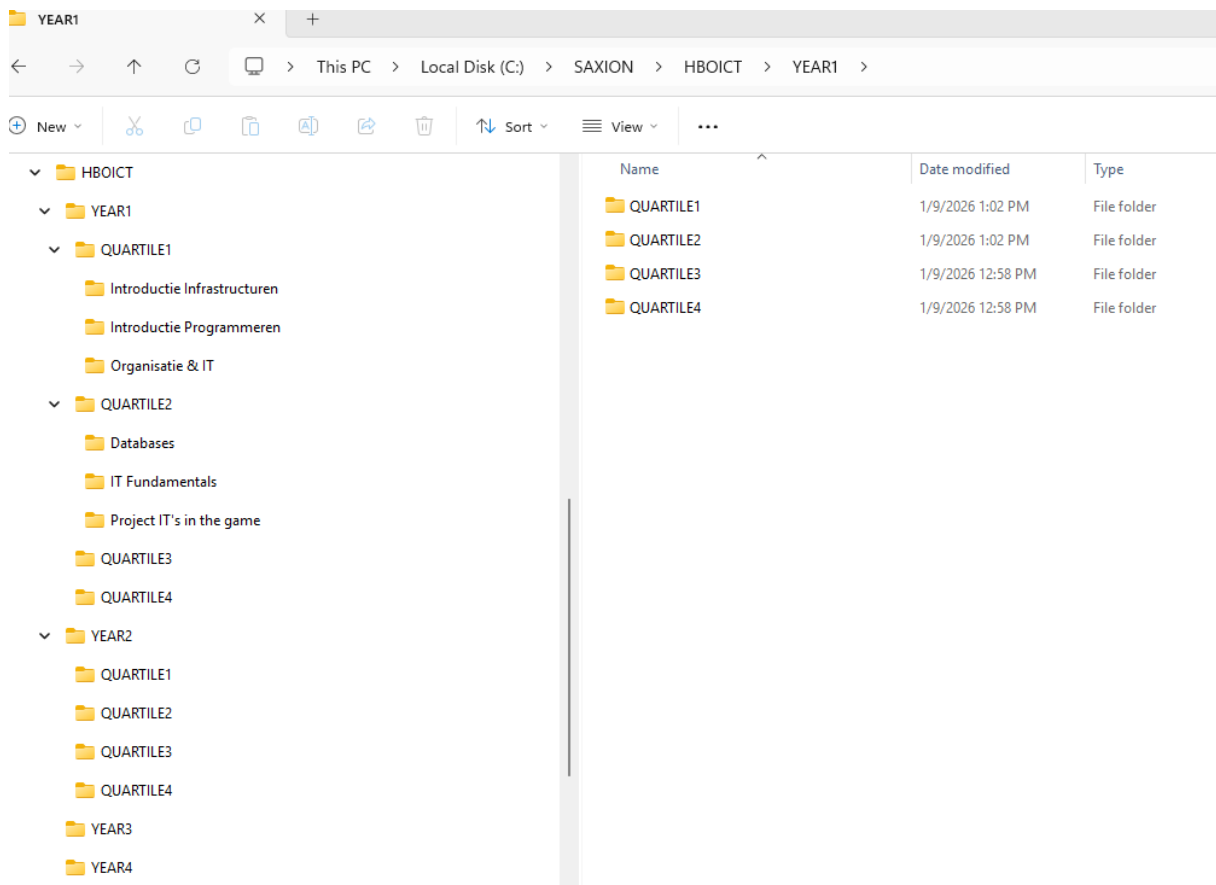 YEAR1
This PC > Local Disk (C:) > SAXION > HBOICT > YEAR1 >
New Sort View ...
HBOICT
YEAR1
QUARTILE1
Introductie Infrastructuren
Introductie Programmeren
Organisatie & IT
QUARTILE2
Databases
IT Fundamentals
Project IT's in the game
QUARTILE3
QUARTILE4
YEAR2
QUARTILE1
QUARTILE2
QUARTILE3
QUARTILE4
YEAR3
YEAR4
Name Date modified Type
QUARTILE1 1/9/2026 1:02 PM File folder
QUARTILE2 1/9/2026 1:02 PM File folder
QUARTILE3 1/9/2026 12:58 PM File folder
QUARTILE4 1/9/2026 12:58 PM File folder